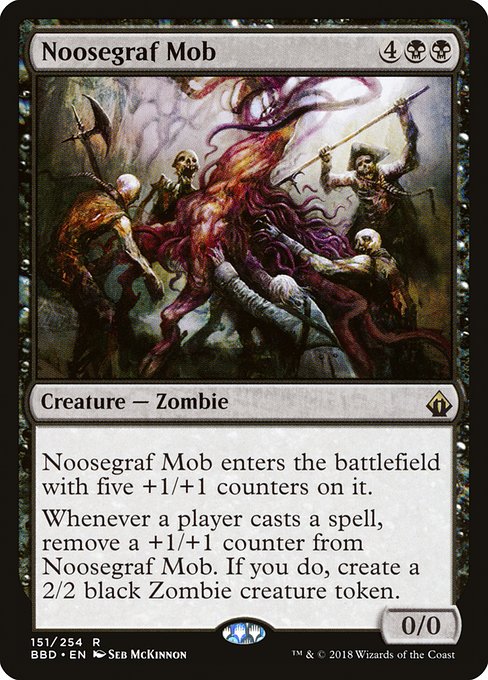 Noosegraf Mob 4
Creature — Zombie
Noosegraf Mob enters the battlefield
with five +1/+1 counters on it.
Whenever a player casts a spell,
remove a +1/+1 counter from
Noosegraf Mob. If you do, create a
2/2 black Zombie creature token.
0/0
151/254 R
BBD • EN Seb McKinnon
™ & © 2018 Wizards of the Coast